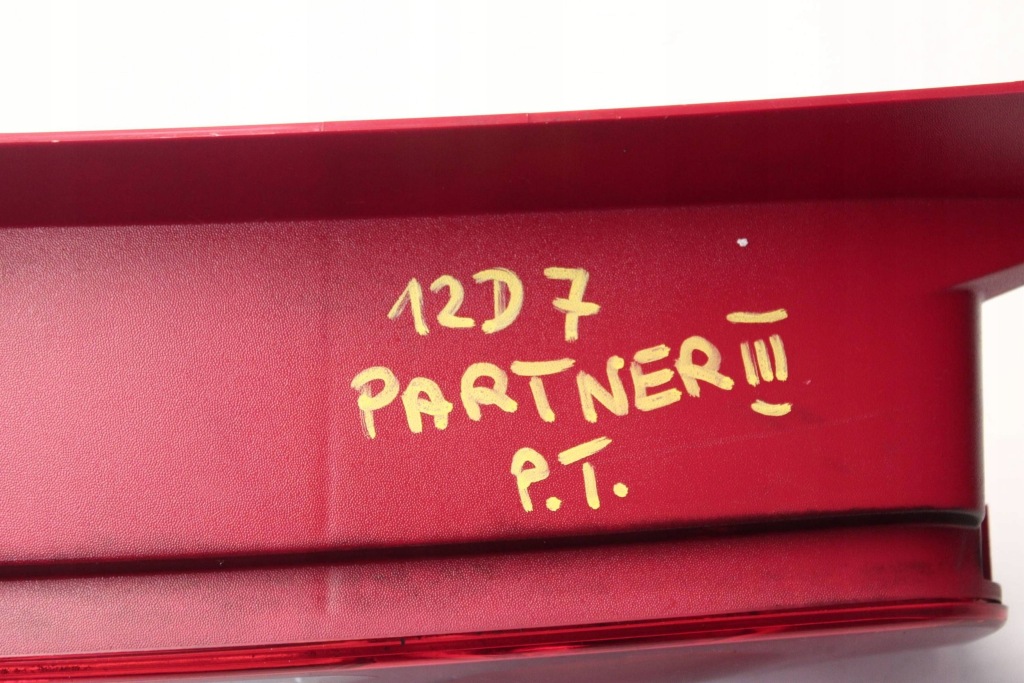 12D7
PARTNER III
P.T.